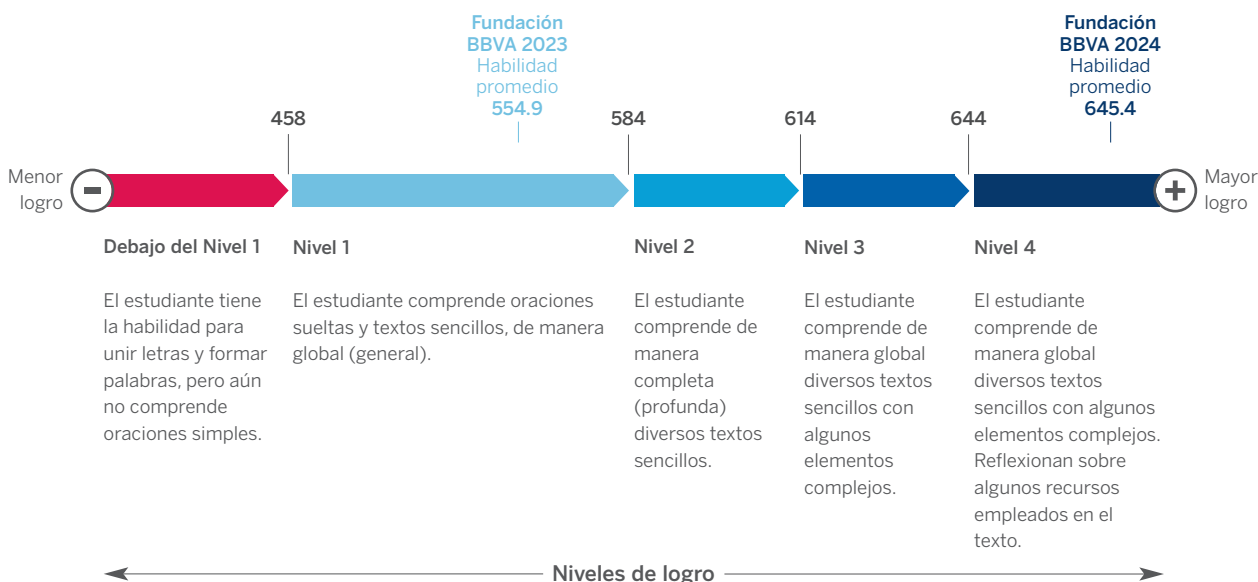 Fundación
BBVA 2023
Habilidad
promedio
554.9
Fundación
BBVA 2024
Habilidad
promedio
645.4
458
584
614
644
Menor
logro
Mayor
logro
Debajo del Nivel 1
El estudiante tiene
la habilidad para
unir letras y formar
palabras, pero aún
no comprende
oraciones simples.
Nivel 1
El estudiante comprende oraciones
sueltas y textos sencillos, de manera
global (general).
Nivel 2
El estudiante
comprende de
manera
completa
(profunda)
diversos textos
sencillos.
Nivel 3
El estudiante
comprende de
manera global
diversos textos
sencillos con
algunos
elementos
complejos.
Nivel 4
El estudiante
comprende de
manera global
diversos textos
sencillos con algunos
elementos complejos.
Reflexionan sobre
algunos recursos
empleados en el
texto.
Niveles de logro